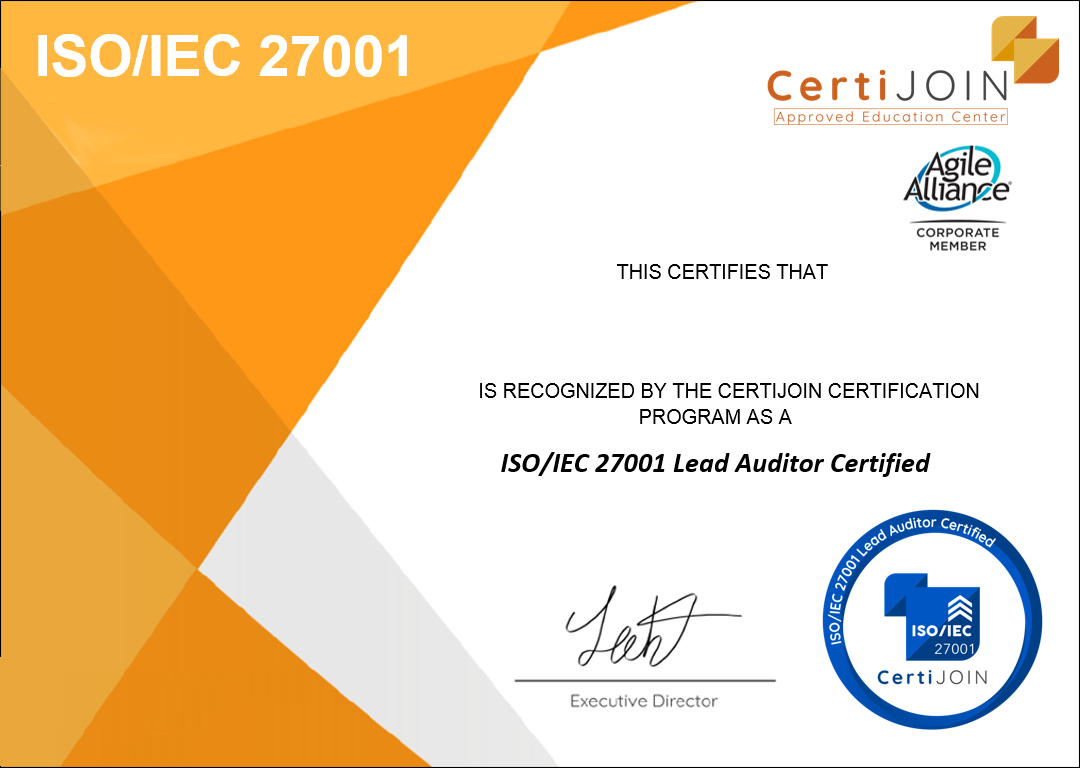 ISO/IEC 27001
CertiJOIN
Approved Education Center
Agile
Alliance®
CORPORATE
MEMBER
THIS CERTIFIES THAT
IS RECOGNIZED BY THE CERTIJOIN CERTIFICATION
PROGRAM AS A
ISO/IEC 27001 Lead Auditor Certified
ISO/IEC 27001 Lead Auditor Certified
ISO/IEC
27001
CertiJOIN
Executive Director